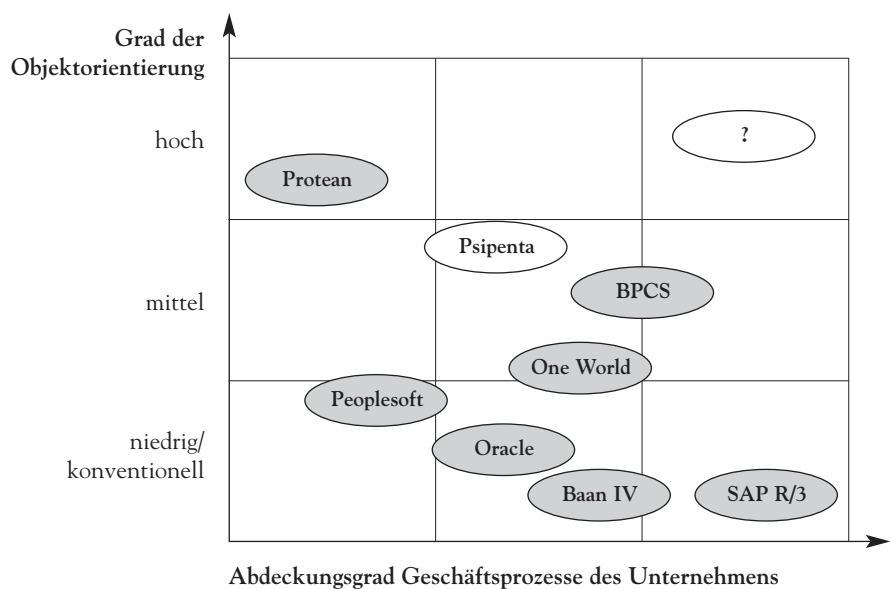 Grad der
Objektorientierung
hoch
?
Protean
Psipenta
mittel
BPCS
One World
Peoplesoft
niedrig/
konventionell
Oracle
Baan IV
SAP R/3
Abdeckungsgrad Geschäftsprozesse des Unternehmens